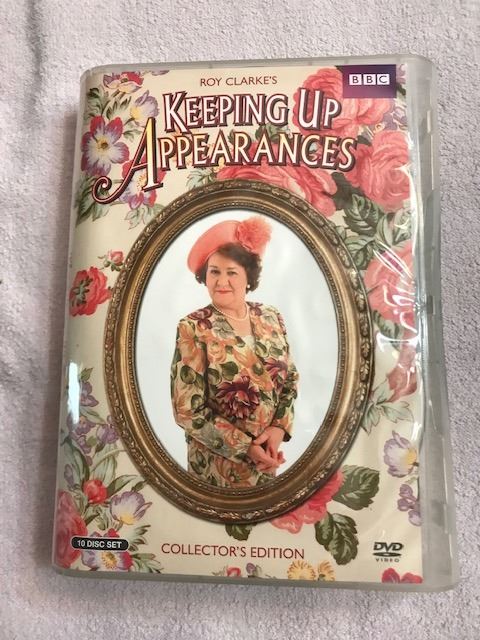 ROY CLARKE'S
BBC
KEEPING UP
APPEARANCES
10 DISC SET
COLLECTOR'S EDITION
DVD
VIDEO